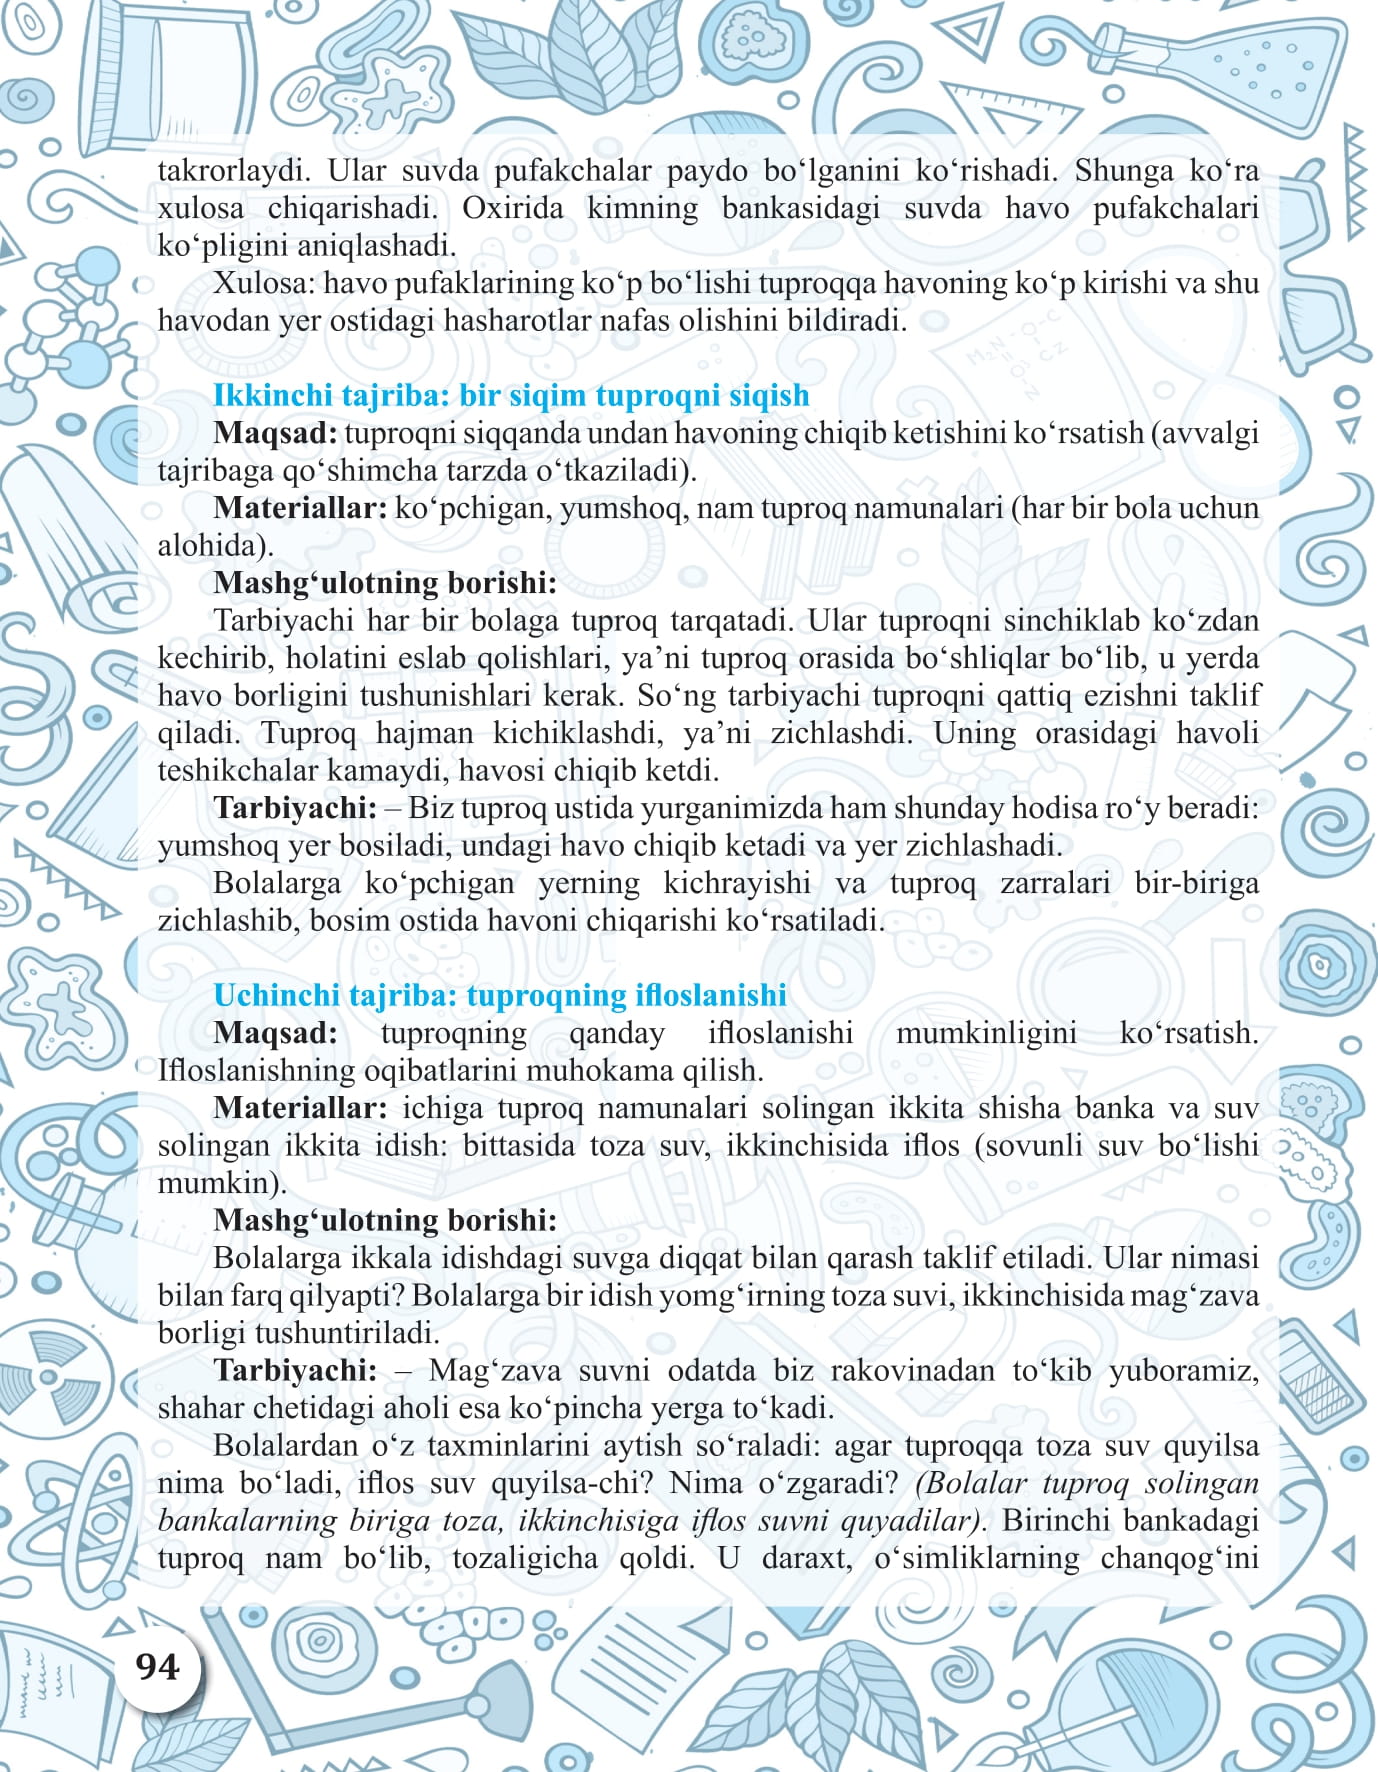 takrorlaydi. Ular suvda pufakchalar paydo bo‘lganini ko‘rishadi. Shunga ko‘ra
xulosa chiqarishadi. Oxirida kimning bankasidagi suvda havo pufakchalari
ko‘pligini aniqlashadi.
Xulosa: havo pufaklarining ko‘p bo‘lishi tuproqqa havoning ko‘p kirishi va shu
havodan yer ostidagi hasharotlar nafas olishini bildiradi.
Ikkinchi tajriba: bir siqim tuproqni siqish
Maqsad: tuproqni siqqanda undan havoning chiqib ketishini ko‘rsatish (avvalgi
tajribaga qo‘shimcha tarzda o‘tkaziladi).
Materiallar: ko‘pchigan, yumshoq, nam tuproq namunalari (har bir bola uchun
alohida).
Mashg‘ulotning borishi:
Tarbiyachi har bir bolaga tuproq tarqatadi. Ular tuproqni sinchiklab ko‘zdan
kechirib, holatini eslab qolishlari, ya’ni tuproq orasida bo‘shliqlar bo‘lib, u yerda
havo borligini tushunishlari kerak. So‘ng tarbiyachi tuproqni qattiq ezishni taklif
qiladi. Tuproq hajman kichiklashdi, ya’ni zichlashdi. Uning orasidagi havoli
teshikchalar kamaydi, havosi chiqib ketdi.
Tarbiyachi: – Biz tuproq ustida yurganimizda ham shunday hodisa ro‘y beradi:
yumshoq yer bosiladi, undagi havo chiqib ketadi va yer zichlashadi.
Bolalarga ko‘pchigan yerning kichrayishi va tuproq zarralari bir-biriga
zichlashib, bosim ostida havoni chiqarishi ko‘rsatiladi.
Uchinchi tajriba: tuproqning ifloslanishi
Maqsad: tuproqning qanday ifloslanishi mumkinligini ko‘rsatish.
Ifloslanishning oqibatlarini muhokama qilish.
Materiallar: ichiga tuproq namunalari solingan ikkita shisha banka va suv
solingan ikkita idish: bittasida toza suv, ikkinchisida iflos (sovunli suv bo‘lishi
mumkin).
Mashg‘ulotning borishi:
Bolalarga ikkala idishdagi suvga diqqat bilan qarash taklif etiladi. Ular nimasi
bilan farq qilyapti? Bolalarga bir idish yomg‘irning toza suvi, ikkinchisida mag‘zava
borligi tushuntiriladi.
Tarbiyachi: – Mag‘zava suvni odatda biz rakovinadan to‘kib yuboramiz,
shahar chetidagi aholi esa ko‘pincha yerga to‘kadi.
Bolalardan o‘z taxminlarini aytish so‘raladi: agar tuproqqa toza suv quyilsa
nima bo‘ladi, iflos suv quyilsa-chi? Nima o‘zgaradi? (Bolalar tuproq solingan
bankalarning biriga toza, ikkinchisiga iflos suvni quyadilar). Birinchi bankadagi
tuproq nam bo‘lib, tozaligicha qoldi. U daraxt, o‘simliklarning chanqog‘ini
94